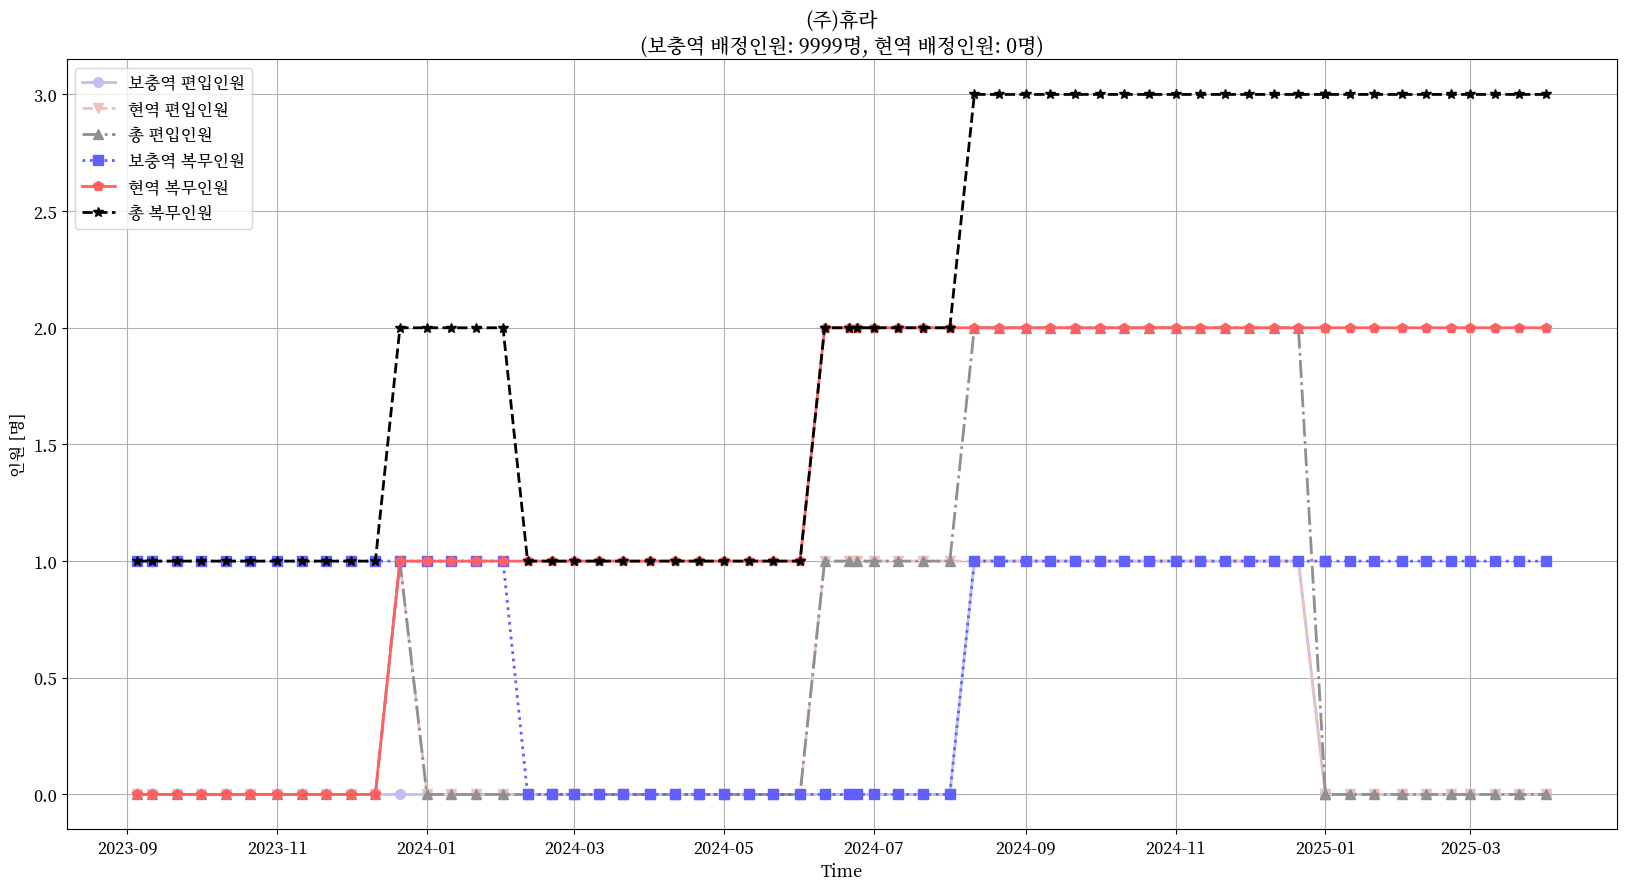 (주)휴라
(보충역 배정인원: 9999명, 현역 배정인원: 0명)
보충역 편입인원
현역 편입인원
총 편입인원
보충역 복무인원
현역 복무인원
총 복무인원
인원 [명]
3.0
2.5
2.0
1.5
1.0
0.5
0.0
2023-09 2023-11 2024-01 2024-03 2024-05 2024-07 2024-09 2024-11 2025-01 2025-03
Time